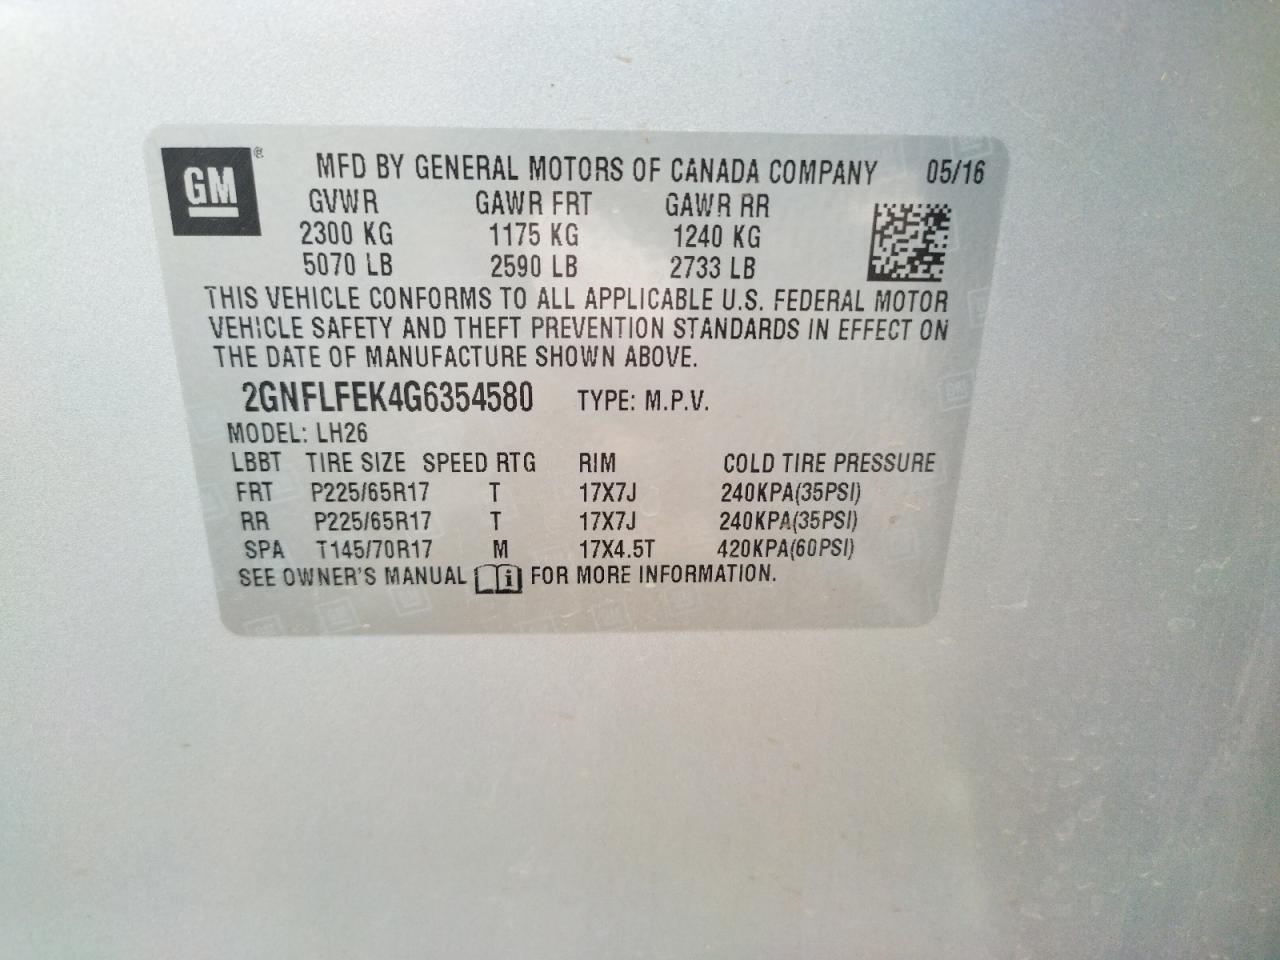 GM ® MFD BY GENERAL MOTORS OF CANADA COMPANY 05/16
GVWR GAWR FRT GAWR RR
2300 KG 1175 KG 1240 KG
5070 LB 2590 LB 2733 LB
THIS VEHICLE CONFORMS TO ALL APPLICABLE U.S. FEDERAL MOTOR
VEHICLE SAFETY AND THEFT PREVENTION STANDARDS IN EFFECT ON
THE DATE OF MANUFACTURE SHOWN ABOVE.
2GNFLFEK4G6354580 TYPE: M.P.V.
MODEL: LH26
LBBT TIRE SIZE SPEED RTG RIM COLD TIRE PRESSURE
FRT P225/65R17 T 17X7J 240KPA(35PSI)
RR P225/65R17 T 17X7J 240KPA(35PSI)
SPA T145/70R17 M 17X4.5T 420KPA(60PSI)
SEE OWNER'S MANUAL i FOR MORE INFORMATION.